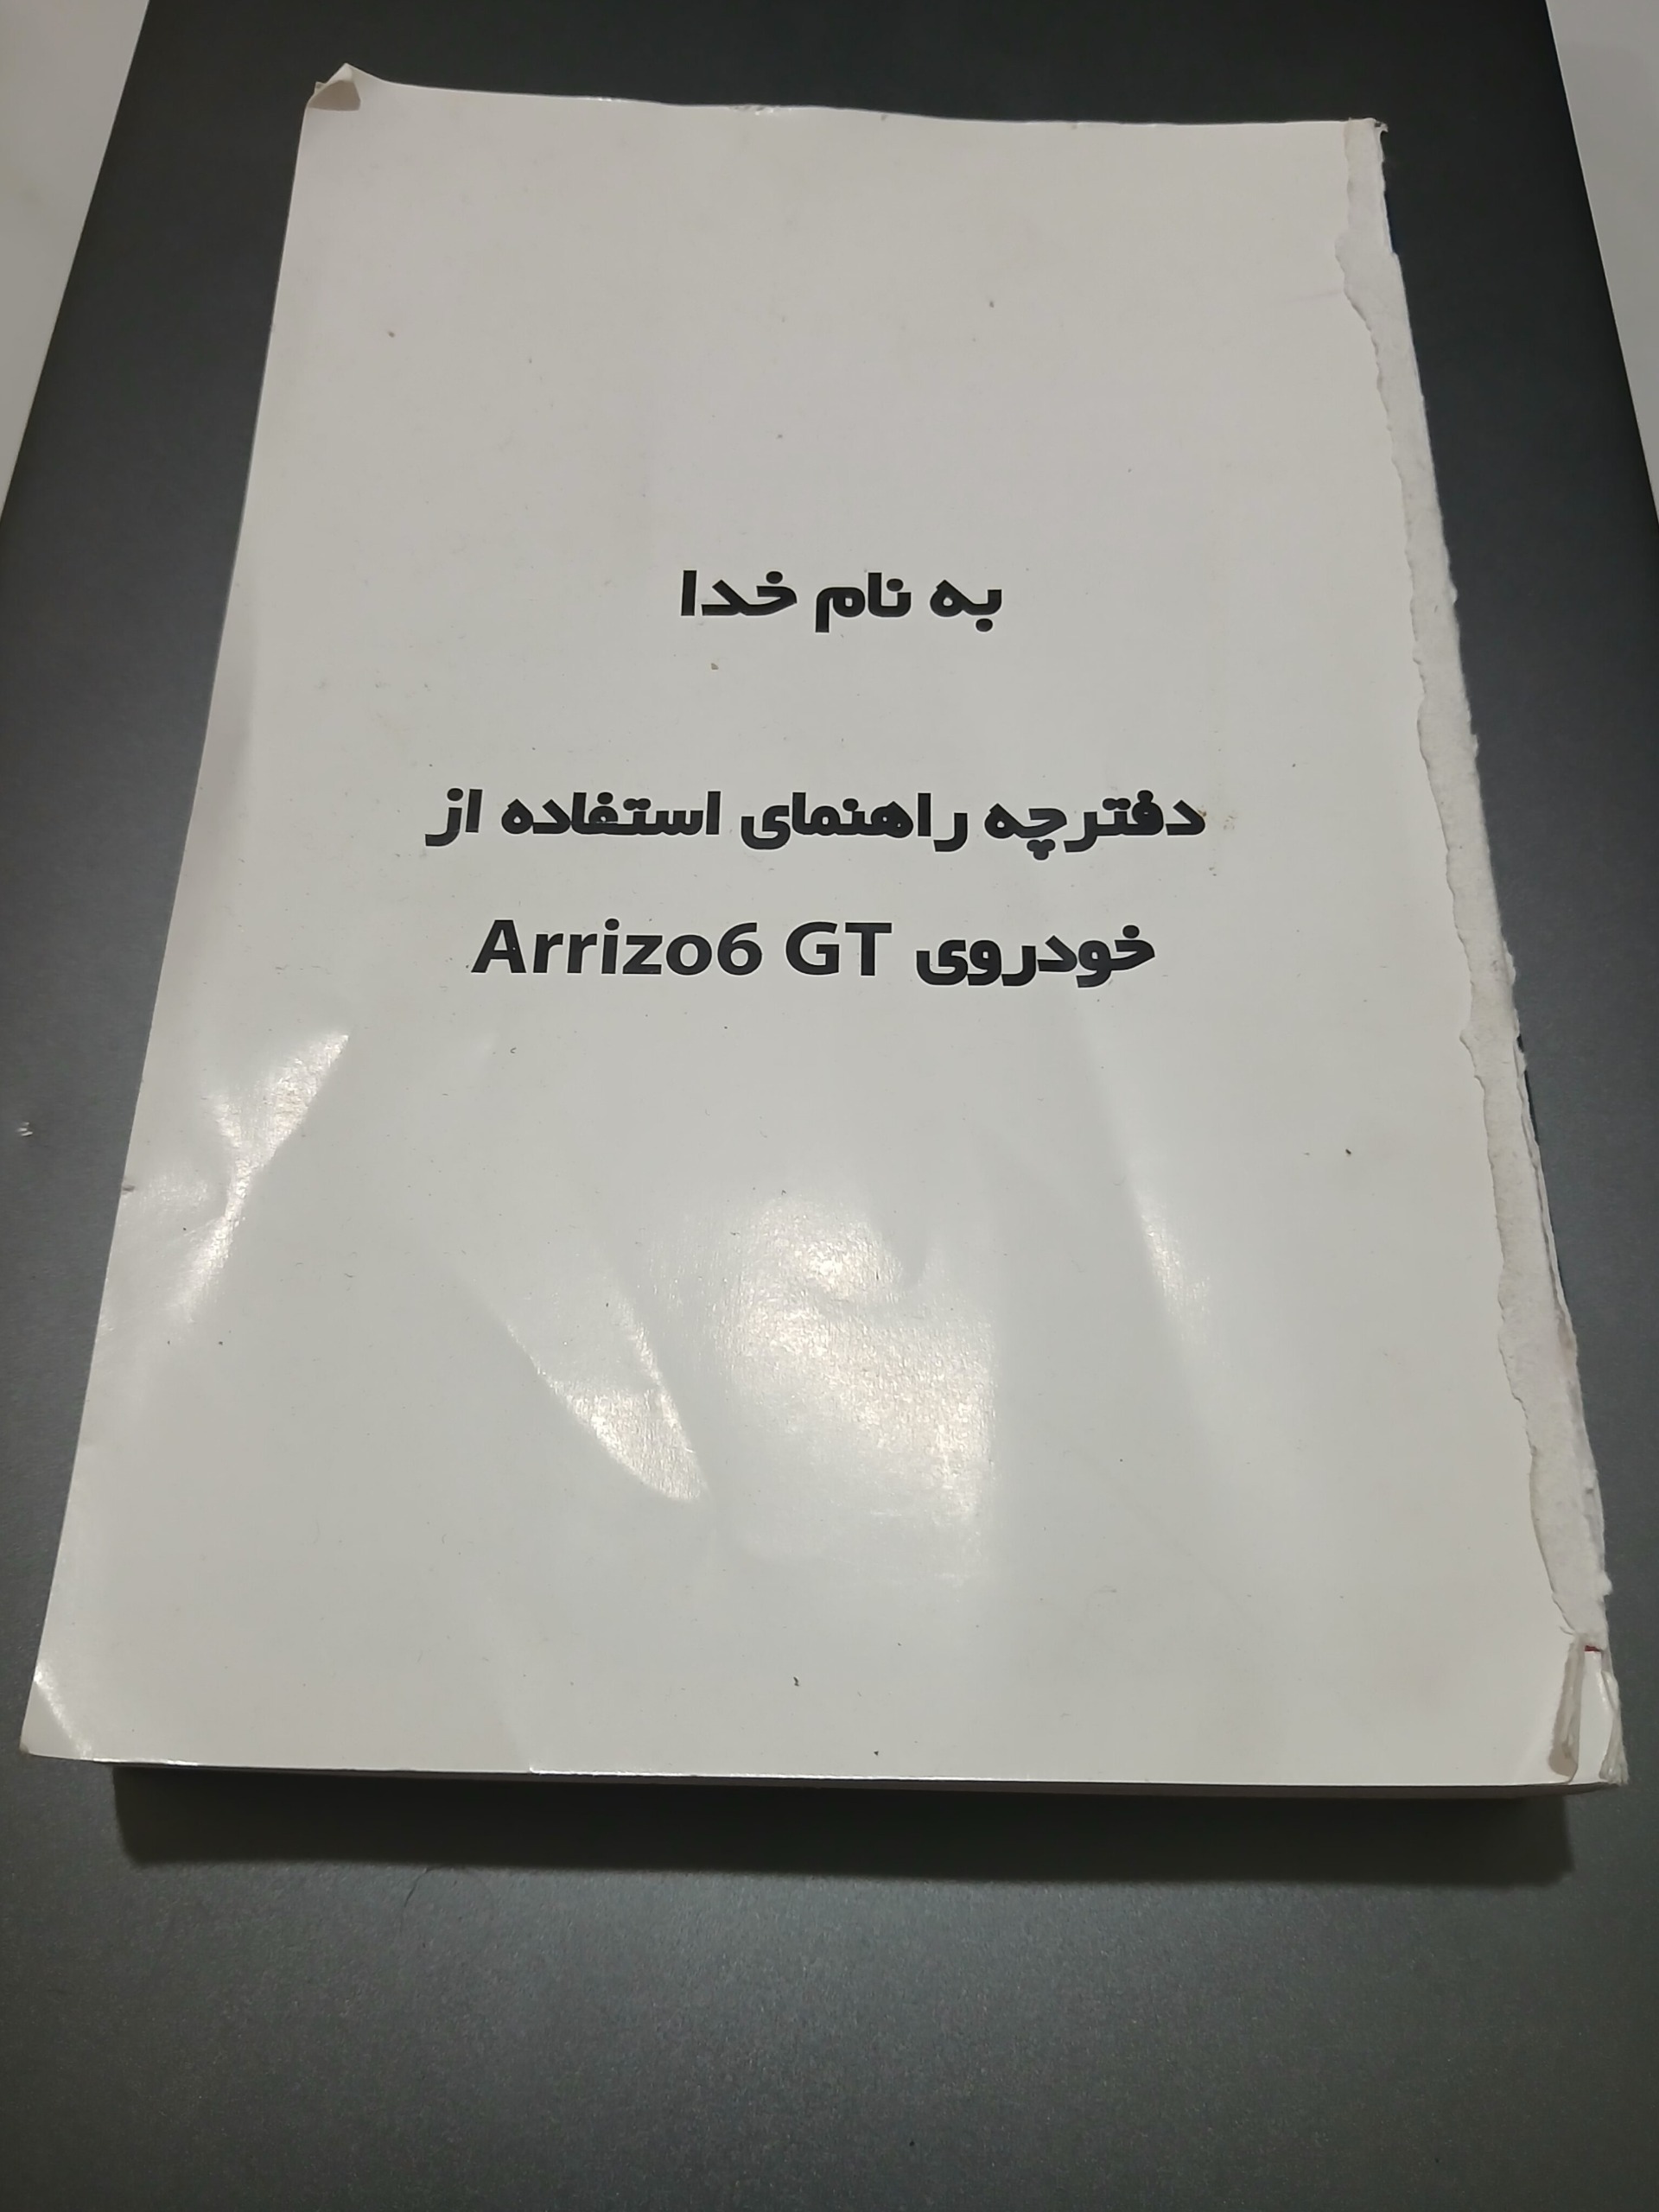 به نام خدا
دفترچه راهنمای استفاده از
خودروی Arrizo6 GT